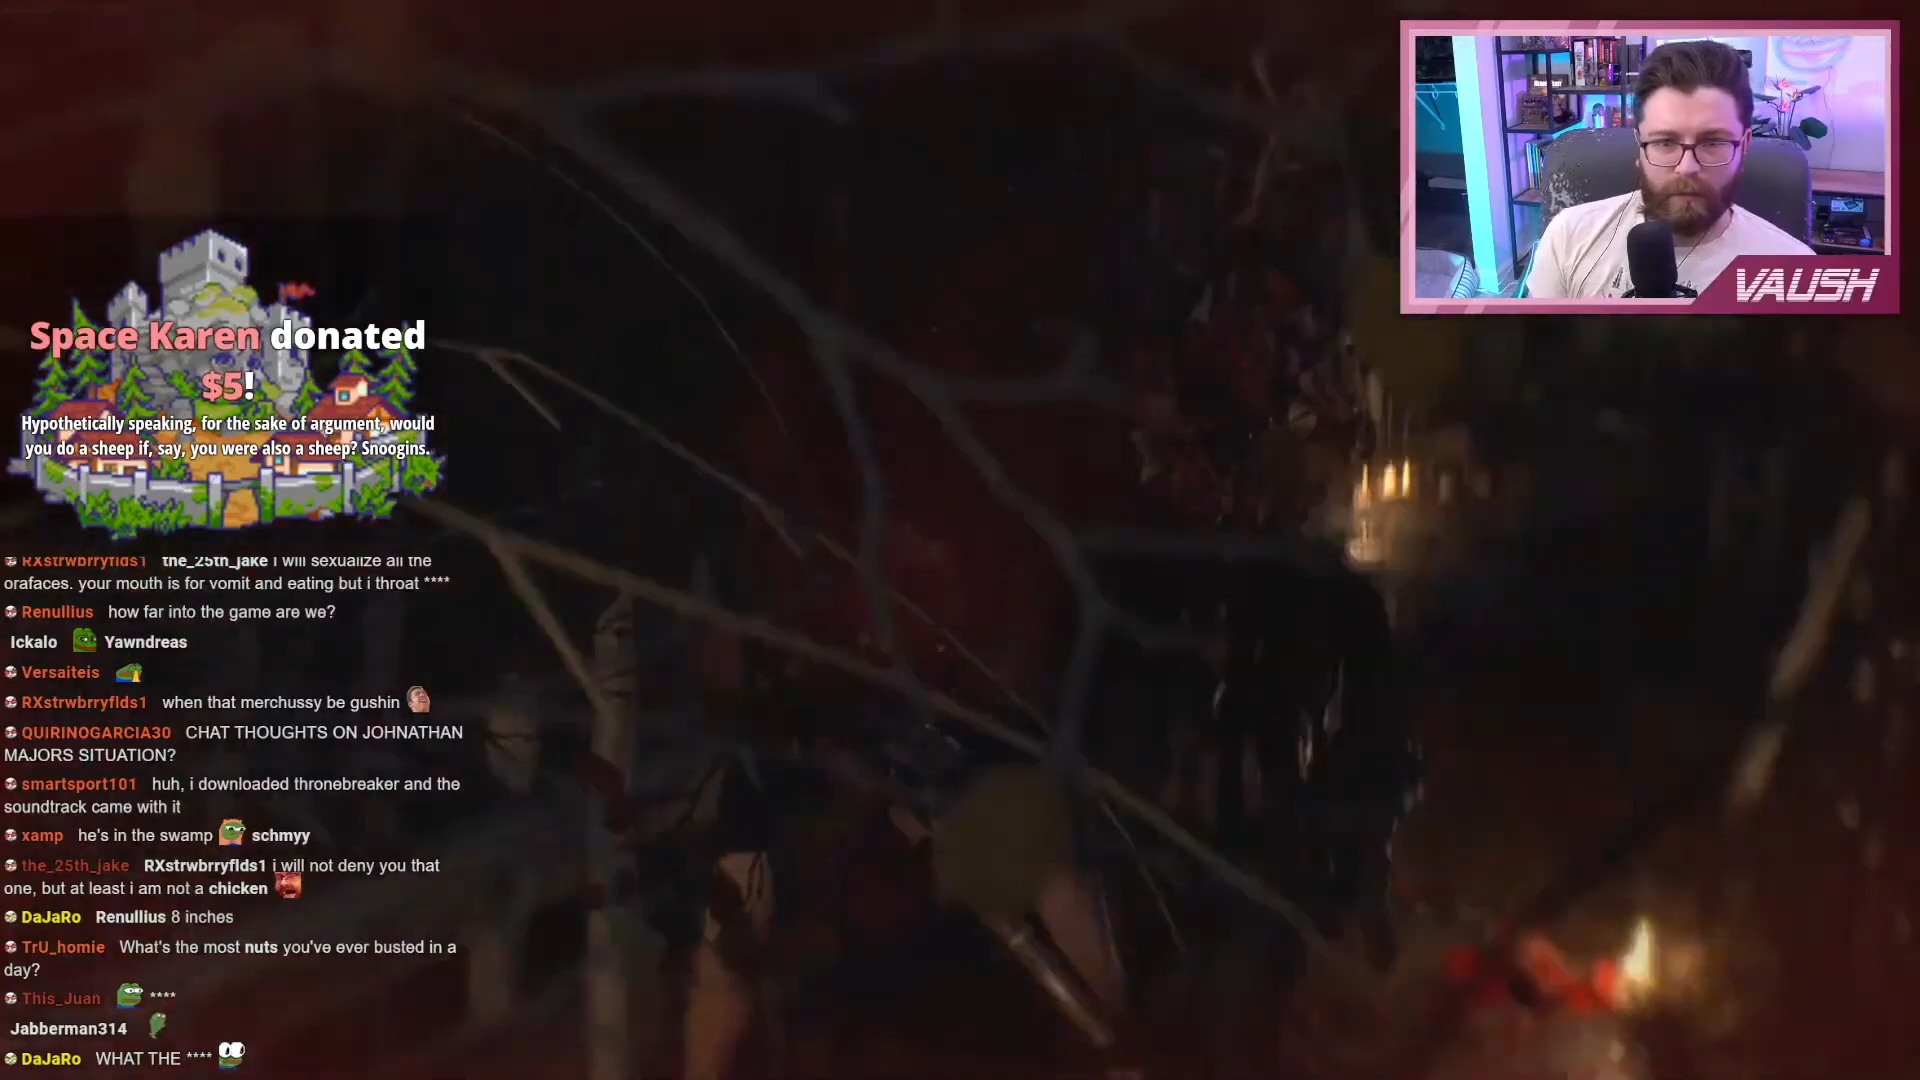 VAUSH
Space Karen donated
$5!
Hypothetically speaking, for the sake of argument, would
you do a sheep if, say, you were also a sheep? Snoogins.
RXstrwbrryflds1 the_25th_jake i will sexualize all the
orafaces. your mouth is for vomit and eating but i throat ****
Renullius how far into the game are we?
Ickalo Yawndreas
Versaiteis
RXstrwbrryflds1 when that merchussy be gushin
QUIRINOGARCIA30 CHAT THOUGHTS ON JOHNATHAN
MAJORS SITUATION?
smartsport101 huh, i downloaded thronebreaker and the
soundtrack came with it
xamp he's in the swamp schmyy
the_25th_jake RXstrwbrryflds1 i will not deny you that
one, but at least i am not a chicken
DaJaRo Renullius 8 inches
TrU_homie What's the most nuts you've ever busted in a
day?
This_Juan ****
Jabberman314
DaJaRo WHAT THE ****